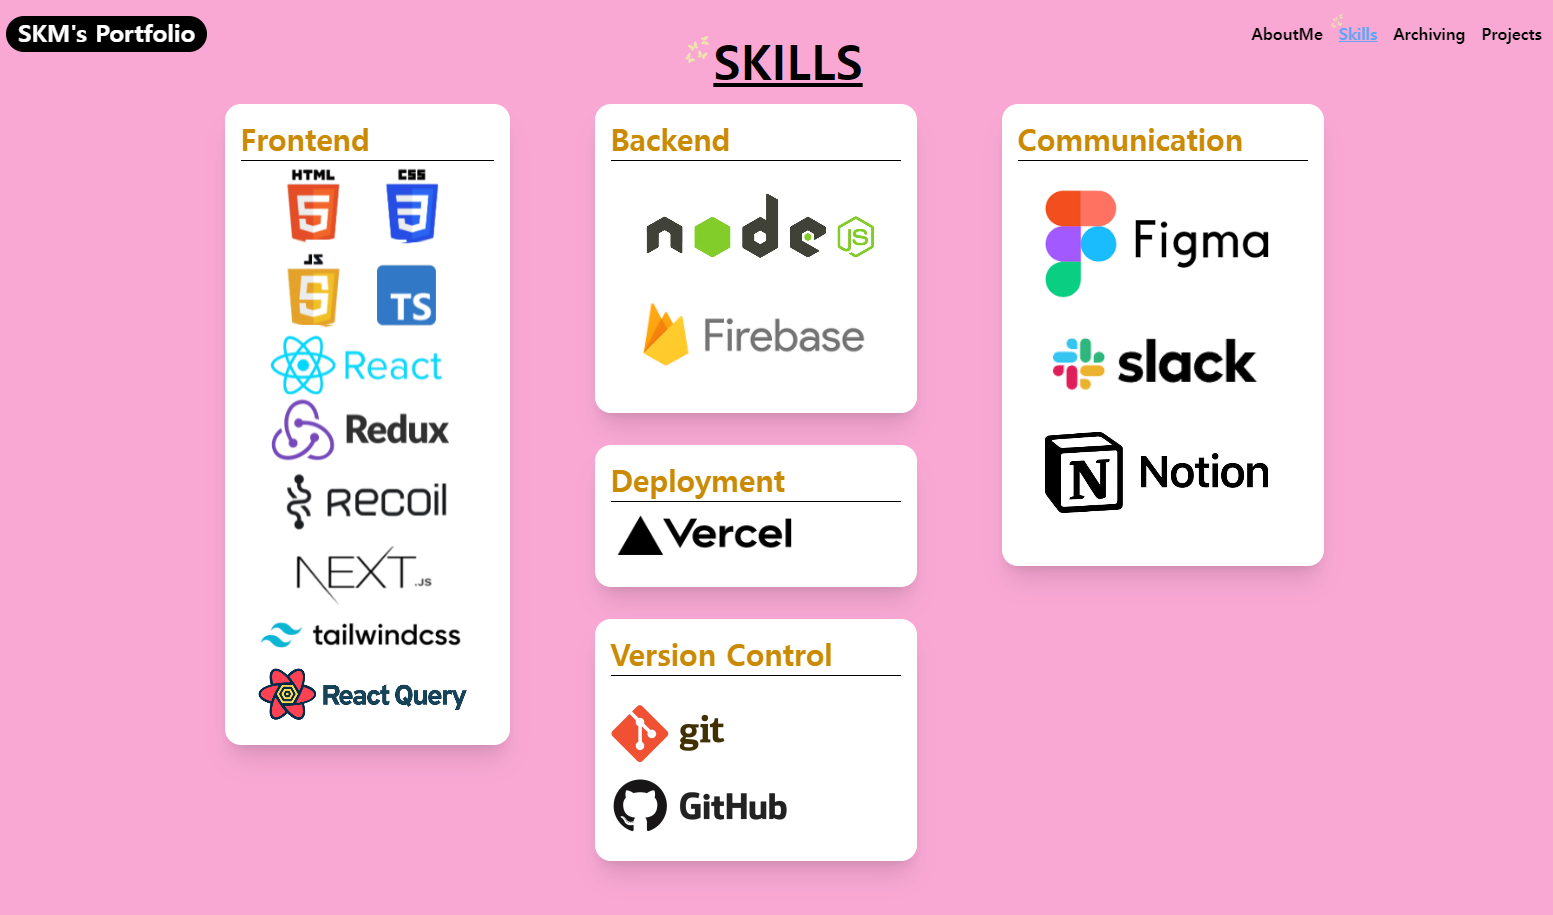 SKM's Portfolio
AboutMe Skills Archiving Projects
SKILLS
Frontend
HTML CSS
5 3
JS
5 TS
React
Redux
RECOIL
NEXT.JS
tailwindcss
React Query
Backend
node JS
Firebase
Deployment
Vercel
Version Control
git
GitHub
Communication
Figma
slack
N Notion